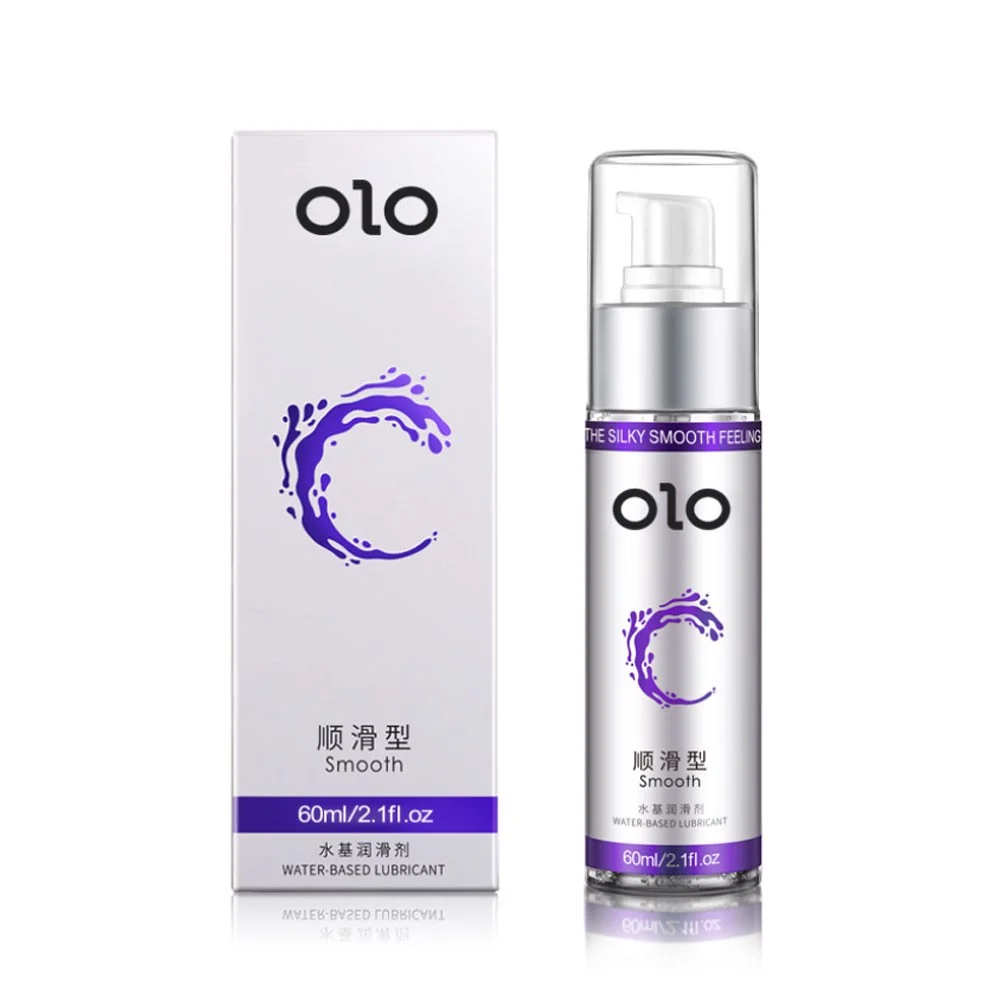 olo
顺滑型
Smooth
60ml/2.1fl.oz
水基润滑剂
WATER-BASED LUBRICANT
THE SILKY SMOOTH FEELING
olo
顺滑型
Smooth
水基润滑剂
WATER-BASED LUBRICANT
60ml/2.1fl.oz